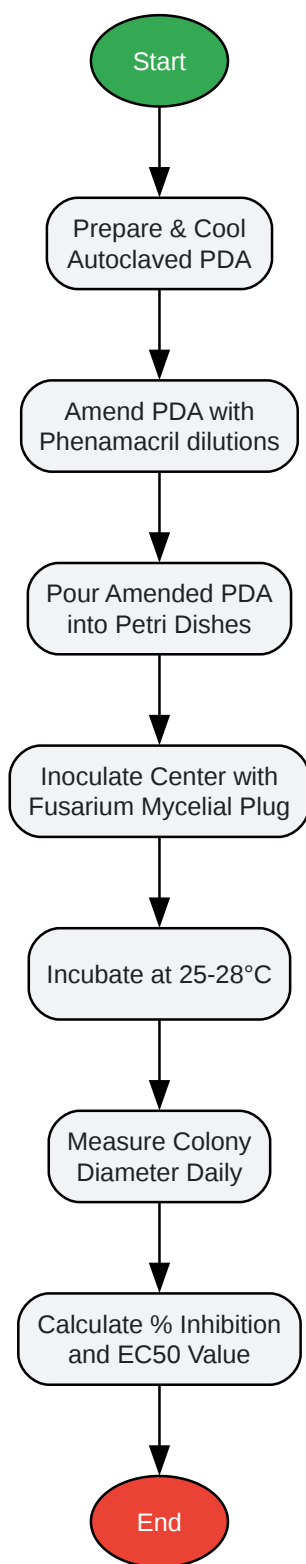 Start
Prepare & Cool
Autoclaved PDA
Amend PDA with
Phenamacril dilutions
Pour Amended PDA
into Petri Dishes
Inoculate Center with
Fusarium Mycelial Plug
Incubate at 25-28°C
Measure Colony
Diameter Daily
Calculate % Inhibition
and EC50 Value
End